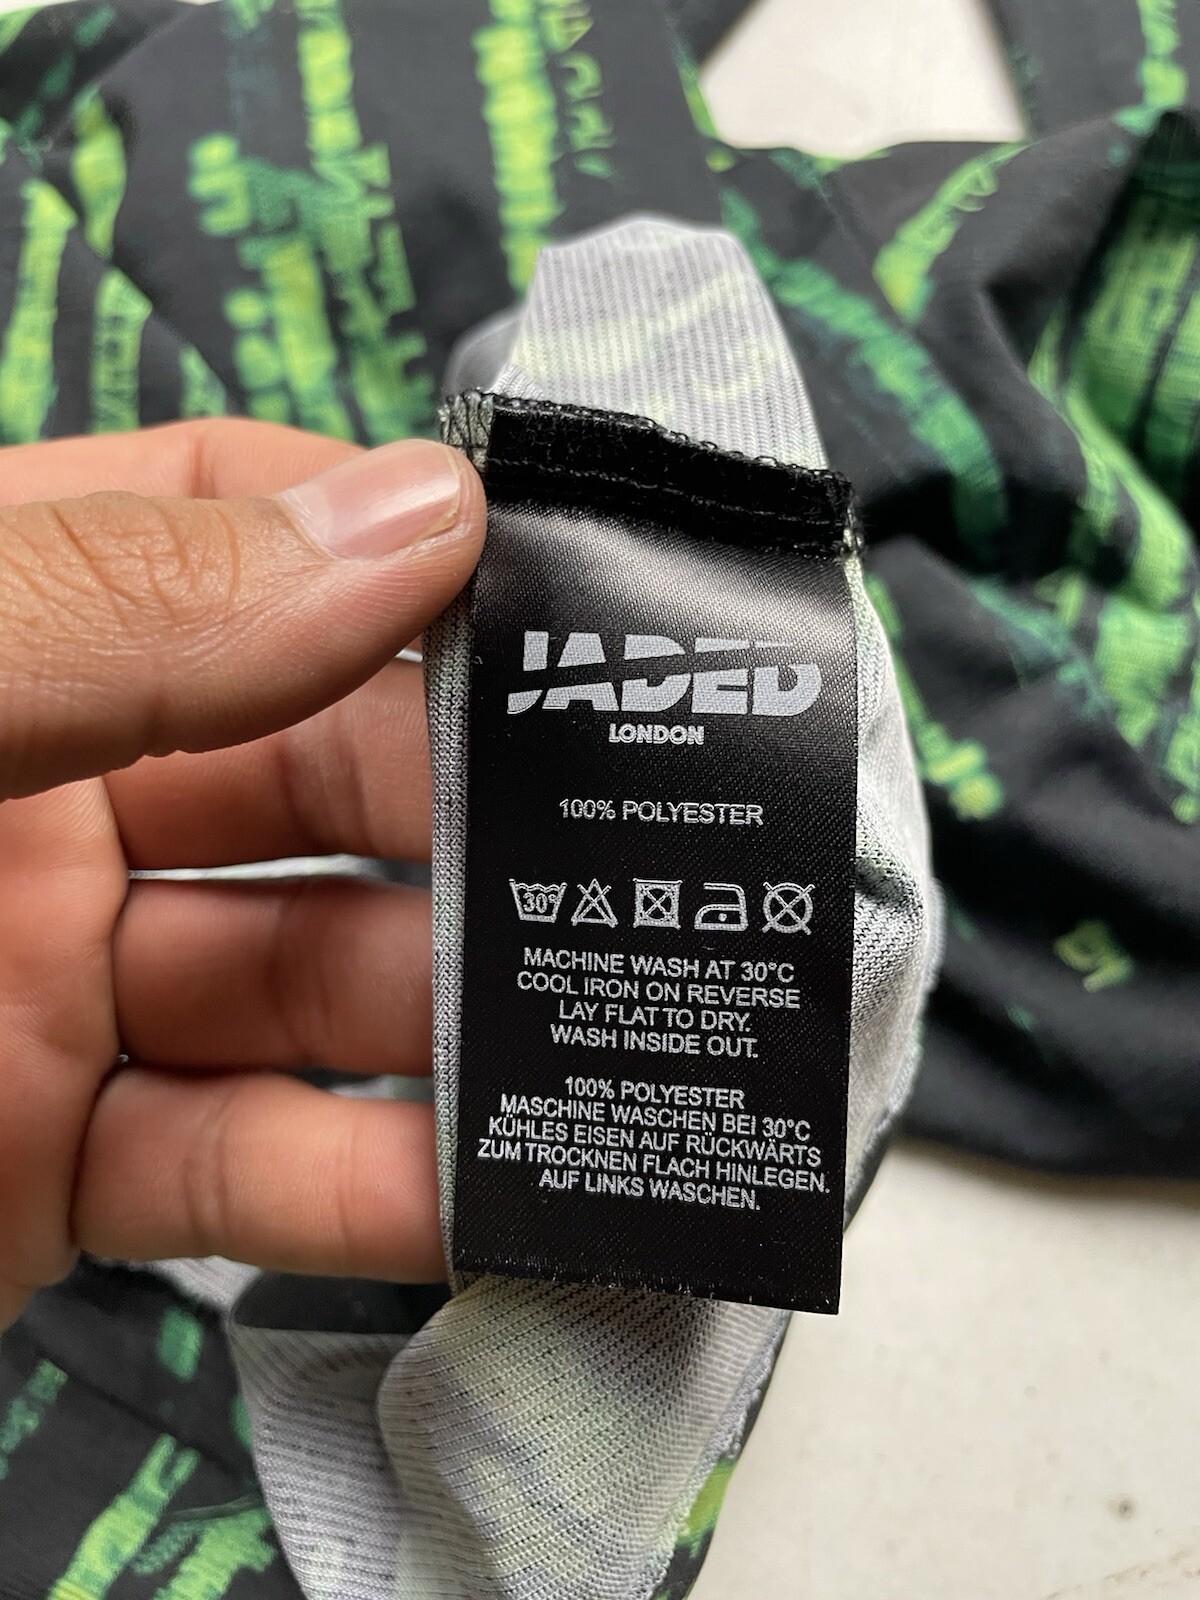 JADED
LONDON
100% POLYESTER
30°
MACHINE WASH AT 30°C
COOL IRON ON REVERSE
LAY FLAT TO DRY.
WASH INSIDE OUT.
100% POLYESTER
MASCHINE WASCHEN BEI 30°C
KÜHLES EISEN AUF RÜCKWÄRTS
ZUM TROCKNEN FLACH HINLEGEN.
AUF LINKS WASCHEN.